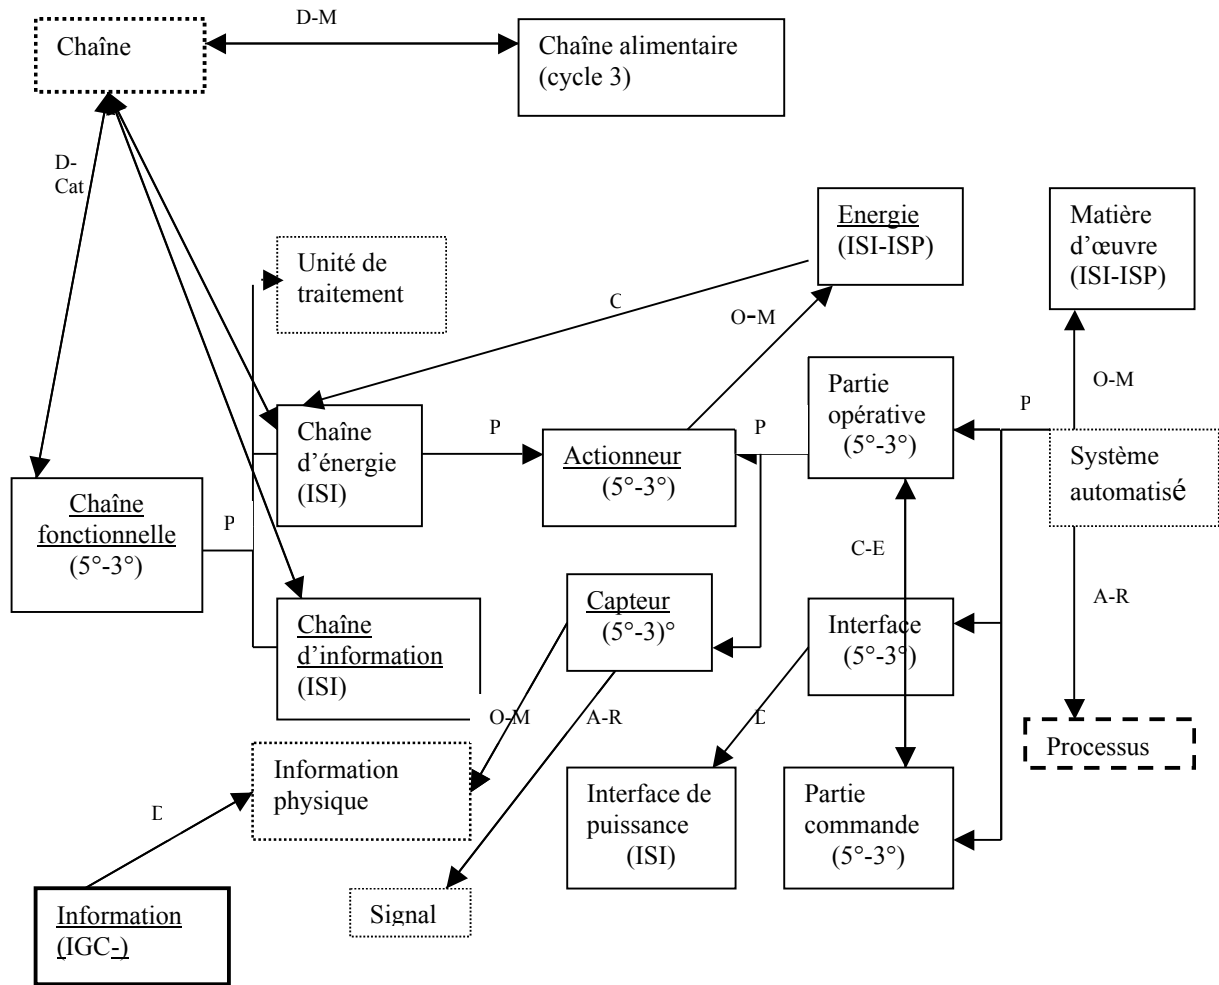 D-M
Chaîne
Chaîne alimentaire
(cycle 3)
D-
Cat
Energie
(ISI-ISP)
Matière
d’œuvre
(ISI-ISP)
Unité de
traitement
C
O-M
O-M
Partie
opérative
(5°-3°)
P
P
P
Chaîne
d’énergie
(ISI)
Actionneur
(5°-3°)
Système
automatisé
Chaîne
fonctionnelle
(5°-3°)
P
C-E
A-R
Capteur
(5°-3)°
Interface
(5°-3°)
Chaîne
d’information
(ISI)
O-M
A-R
Processus
Information
physique
Interface de
puissance
(ISI)
Partie
commande
(5°-3°)
Signal
Information
(IGC-)